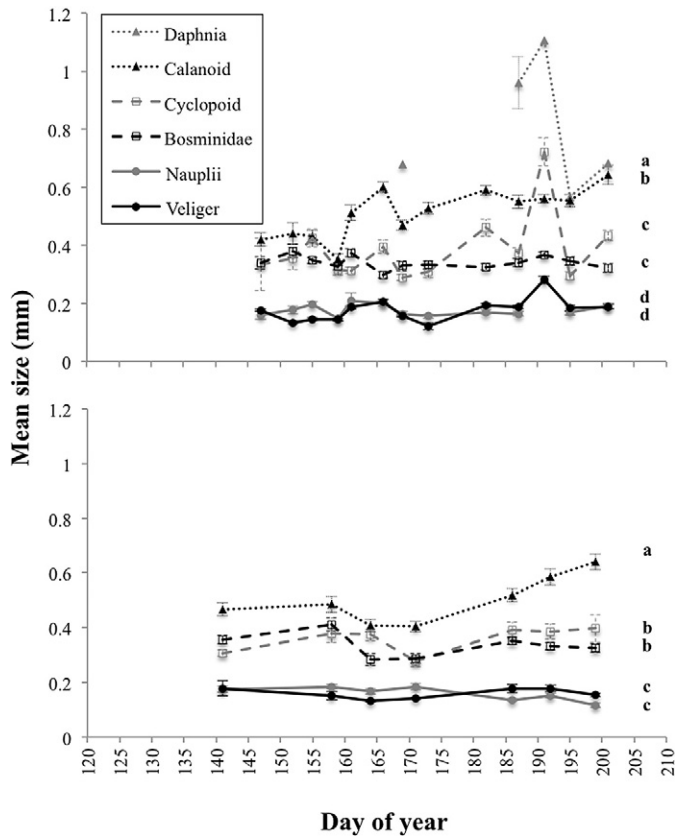 1.2
Daphnia
1
Calanoid
Cyclopoid
0.8
Bosminidae
Nauplii
a
0.6
b
Veliger
c
0.4
c
0.2
d
d
0
Mean size (mm)
1.2
1
0.8
a
0.6
0.4
b
b
0.2
c
c
0
120
125
130
135
140
145
150
155
160
165
170
175
180
185
190
195
200
205
210
Day of year